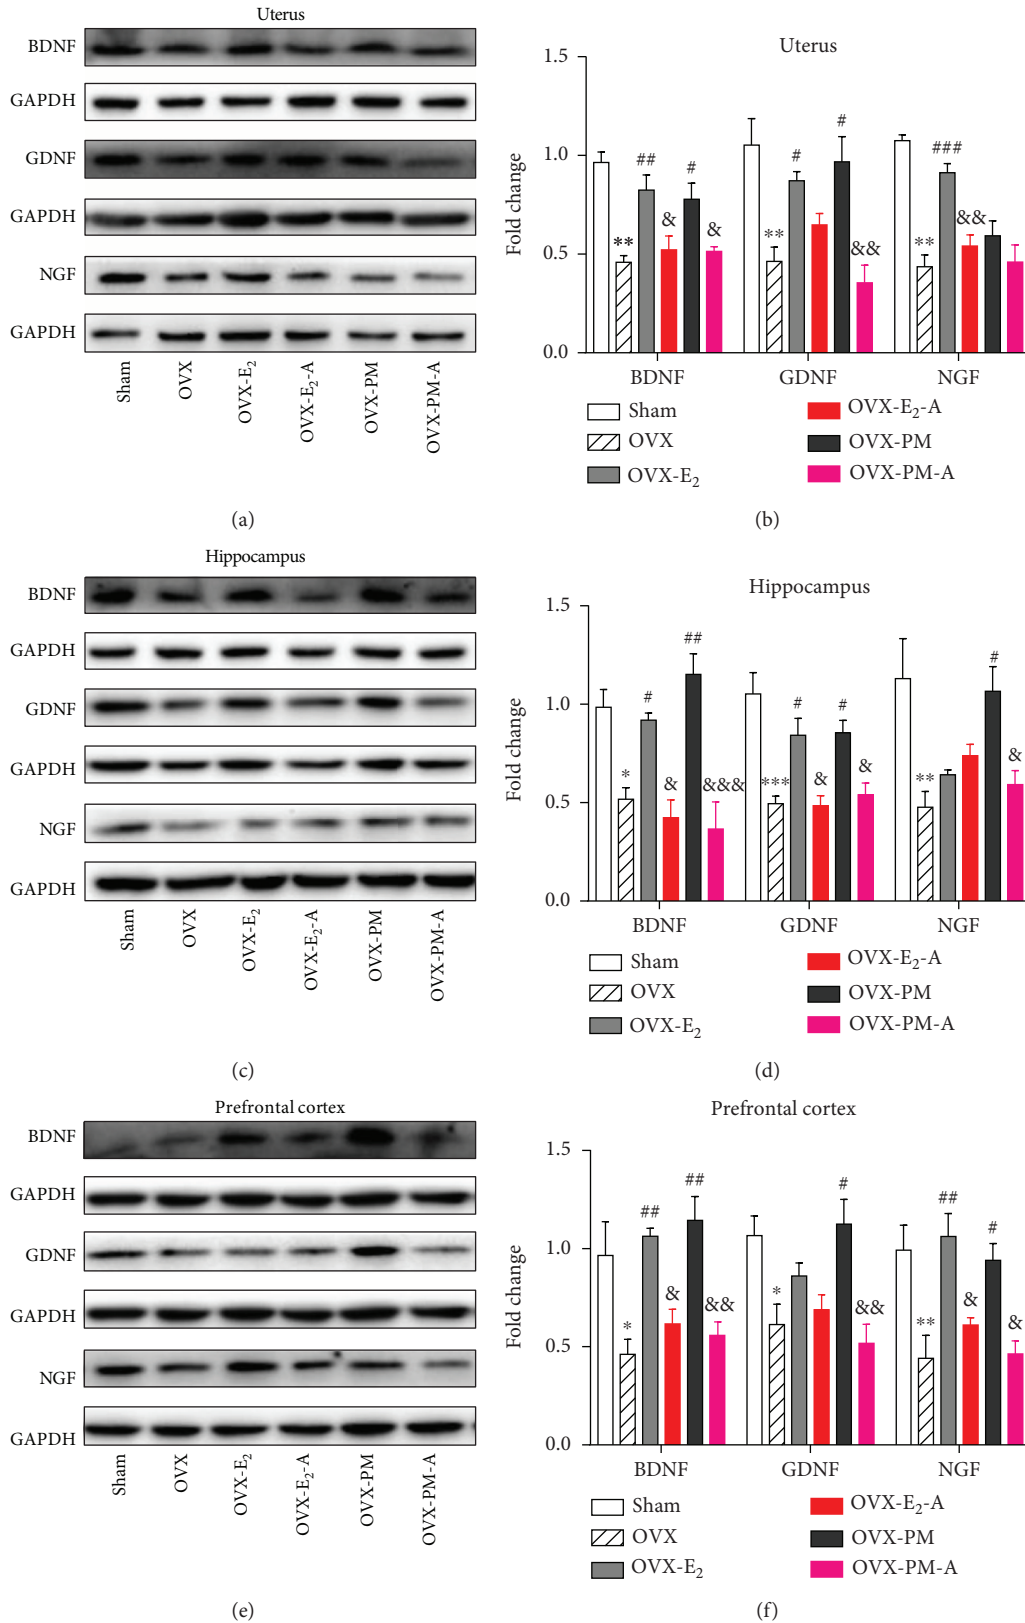 Uterus
BDNF
GAPDH
GDNF
GAPDH
NGF
GAPDH
Sham
OVX
OVX-E2
OVX-E2-A
OVX-PM
OVX-PM-A
(a)
Uterus
Fold change
1.5
1.0
0.5
0.0
** ## & # &
** # # &&
** ### &&
BDNF GDNF NGF
Sham
OVX
OVX-E2
OVX-E2-A
OVX-PM
OVX-PM-A
(b)
Hippocampus
BDNF
GAPDH
GDNF
GAPDH
NGF
GAPDH
Sham
OVX
OVX-E2
OVX-E2-A
OVX-PM
OVX-PM-A
(c)
Hippocampus
Fold change
1.5
1.0
0.5
0.0
* # & ## &&&
*** # & # &
** # &
BDNF GDNF NGF
Sham
OVX
OVX-E2
OVX-E2-A
OVX-PM
OVX-PM-A
(d)
Prefrontal cortex
BDNF
GAPDH
GDNF
GAPDH
NGF
GAPDH
Sham
OVX
OVX-E2
OVX-E2-A
OVX-PM
OVX-PM-A
(e)
Prefrontal cortex
Fold change
1.5
1.0
0.5
0.0
* ## & ## &&
* # &&
** ## & # &
BDNF GDNF NGF
Sham
OVX
OVX-E2
OVX-E2-A
OVX-PM
OVX-PM-A
(f)